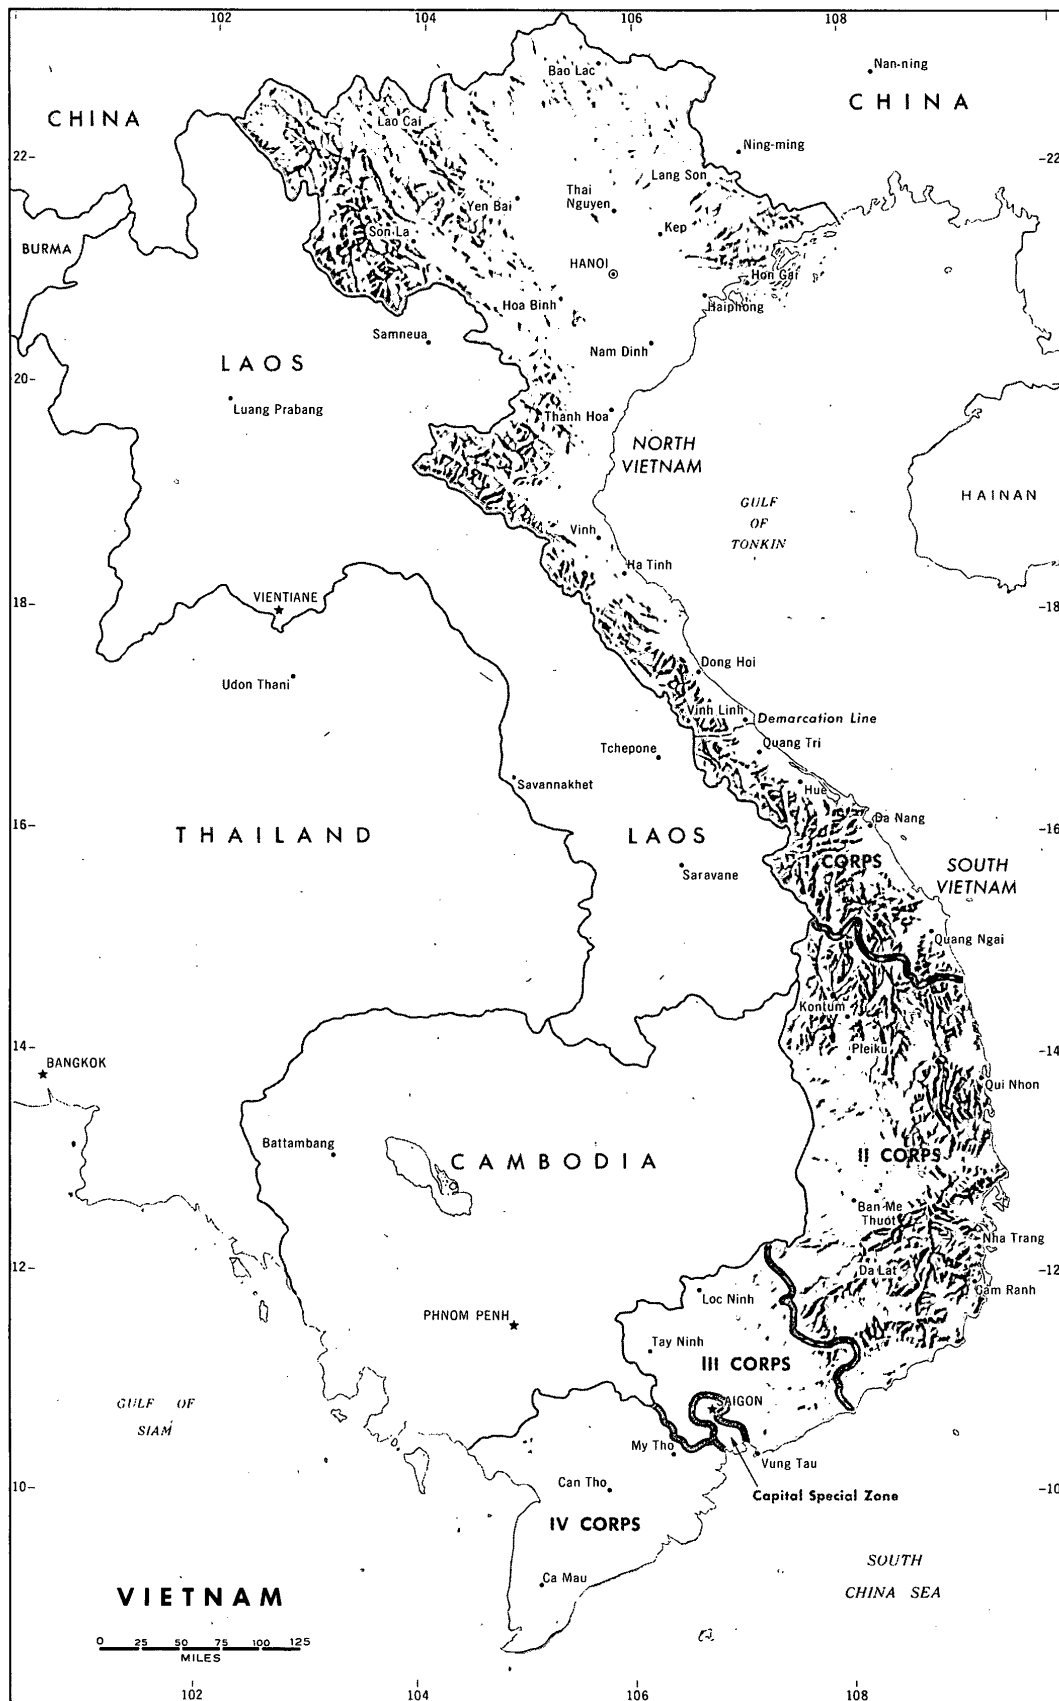 102
104
106
108
Bao Lac
Nan-ning
CHINA
CHINA
Lao Cai
22
Ning-ming
22
Lang Son
Thai
Nguyen
Yen Bai
Kep
Son La
BURMA
HANOI
Hon Gai
Hoa Binh
Haiphong
Samneua
Nam Dinh
LAOS
20
Luang Prabang
Thanh Hoa
NORTH
VIETNAM
HAINAN
GULF
OF
TONKIN
Vinh
Ha Tinh
VIENTIANE
18
18
Dong Hoi
Udon Thani
Vinh Linh
Demarcation Line
Quang Tri
Tchepone
Savannakhet
Hue
Da Nang
16
16
THAILAND
LAOS
I CORPS
SOUTH
VIETNAM
Saravane
Quang Ngai
Kontum
14
14
Pleiku
BANGKOK
Qui Nhon
Battambang
CAMBODIA
II CORPS
Ban Me
Thuot
Nha Trang
12
12
Da Lat
Cam Ranh
Loc Ninh
PHNOM PENH
Tay Ninh
III CORPS
GULF OF
SIAM
SAIGON
My Tho
Vung Tau
Can Tho
10
10
Capital Special Zone
IV CORPS
SOUTH
CHINA SEA
Ca Mau
VIETNAM
0 25 50 75 100 125
MILES
102
104
106
108